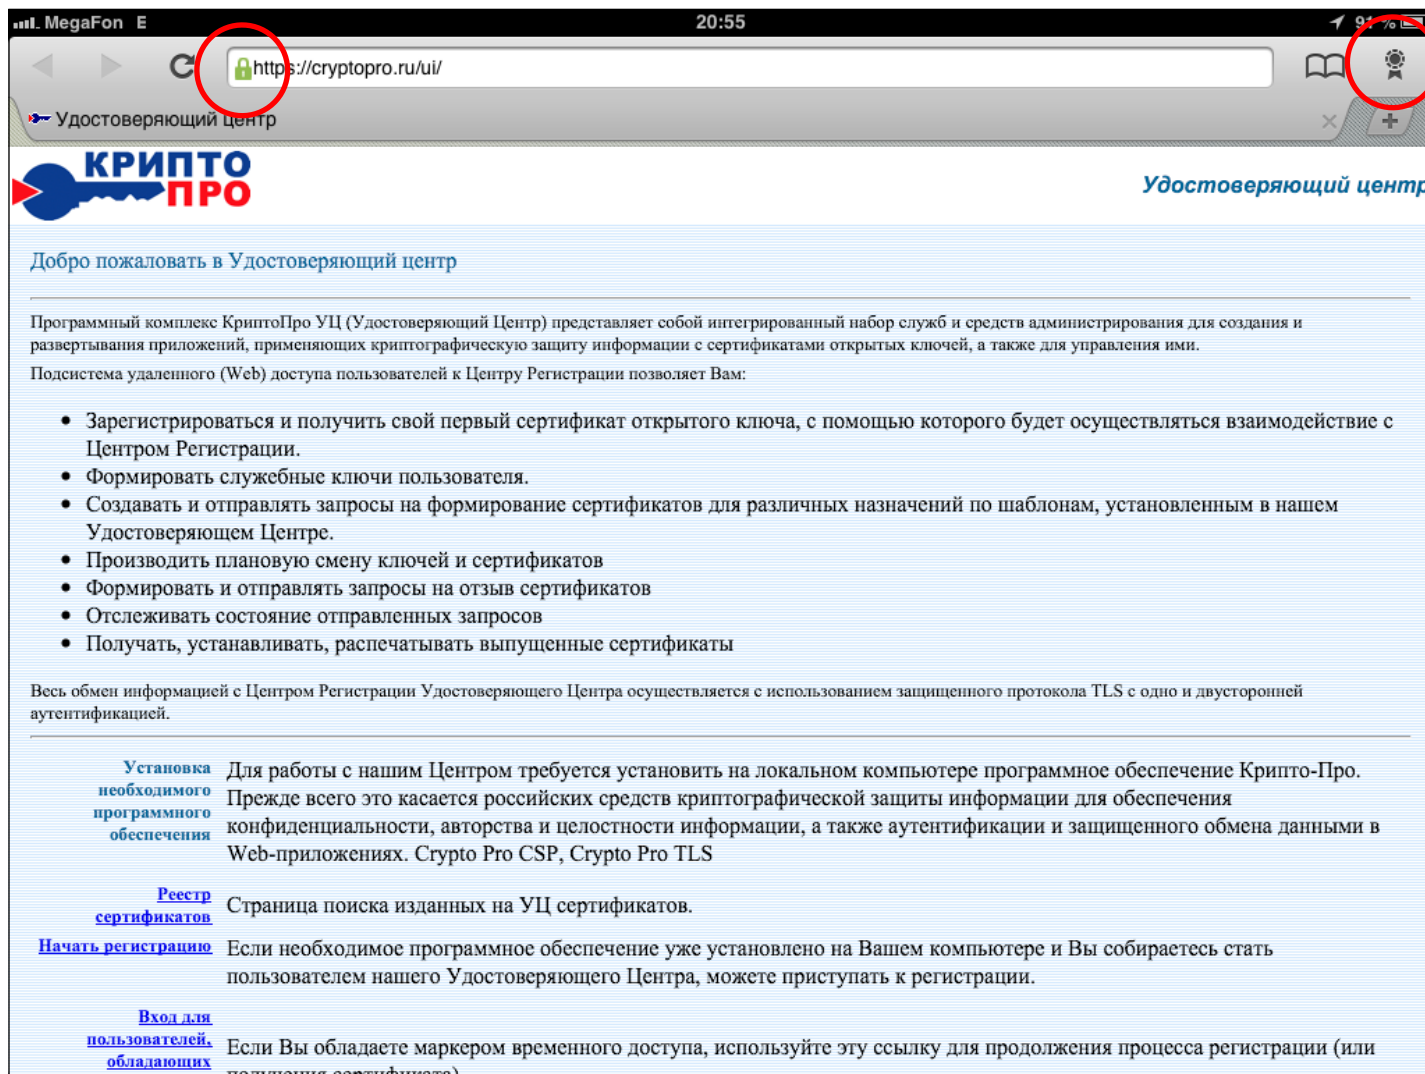 MegaFon E
20:55
91 %
https://cryptopro.ru/ui/
Удостоверяющий центр
КРИПТО
ПРО
Удостоверяющий центр
Добро пожаловать в Удостоверяющий центр
Программный комплекс КриптоПро УЦ (Удостоверяющий Центр) представляет собой интегрированный набор служб и средств администрирования для создания и
развертывания приложений, применяющих криптографическую защиту информации с сертификатами открытых ключей, а также для управления ими.
Подсистема удаленного (Web) доступа пользователей к Центру Регистрации позволяет Вам:
• Зарегистрироваться и получить свой первый сертификат открытого ключа, с помощью которого будет осуществляться взаимодействие с
Центром Регистрации.
• Формировать служебные ключи пользователя.
• Создавать и отправлять запросы на формирование сертификатов для различных назначений по шаблонам, установленным в нашем
Удостоверяющем Центре.
• Производить плановую смену ключей и сертификатов
• Формировать и отправлять запросы на отзыв сертификатов
• Отслеживать состояние отправленных запросов
• Получать, устанавливать, распечатывать выпущенные сертификаты
Весь обмен информацией с Центром Регистрации Удостоверяющего Центра осуществляется с использованием защищенного протокола TLS с одно и двусторонней
аутентификацией.
Установка
необходимого
программного
обеспечения
Для работы с нашим Центром требуется установить на локальном компьютере программное обеспечение Крипто-Про.
Прежде всего это касается российских средств криптографической защиты информации для обеспечения
конфиденциальности, авторства и целостности информации, а также аутентификации и защищенного обмена данными в
Web-приложениях. Crypto Pro CSP, Crypto Pro TLS
Реестр
сертификатов
Страница поиска изданных на УЦ сертификатов.
Начать регистрацию
Если необходимое программное обеспечение уже установлено на Вашем компьютере и Вы собираетесь стать
пользователем нашего Удостоверяющего Центра, можете приступать к регистрации.
Вход для
пользователей,
обладающих
Если Вы обладаете маркером временного доступа, используйте эту ссылку для продолжения процесса регистрации (или
получения сертификата)